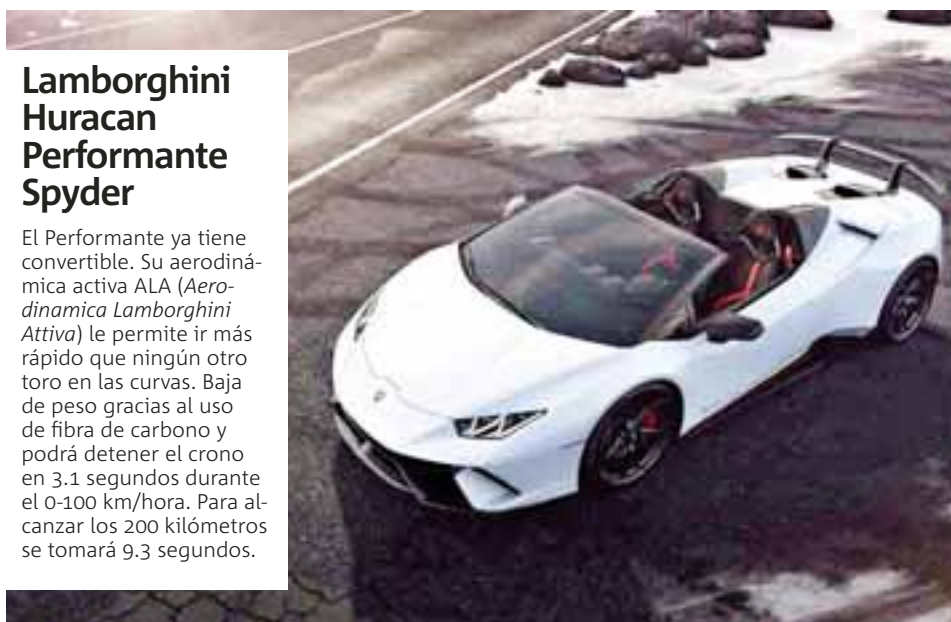 Lamborghini
Huracan
Performante
Spyder
El Performante ya tiene
convertible. Su aerodiná-
mica activa ALA (Aero-
dinamica Lamborghini
Attiva) le permite ir más
rápido que ningún otro
toro en las curvas. Baja
de peso gracias al uso
de fibra de carbono y
podrá detener el crono
en 3.1 segundos durante
el 0-100 km/hora. Para al-
canzar los 200 kilómetros
se tomará 9.3 segundos.